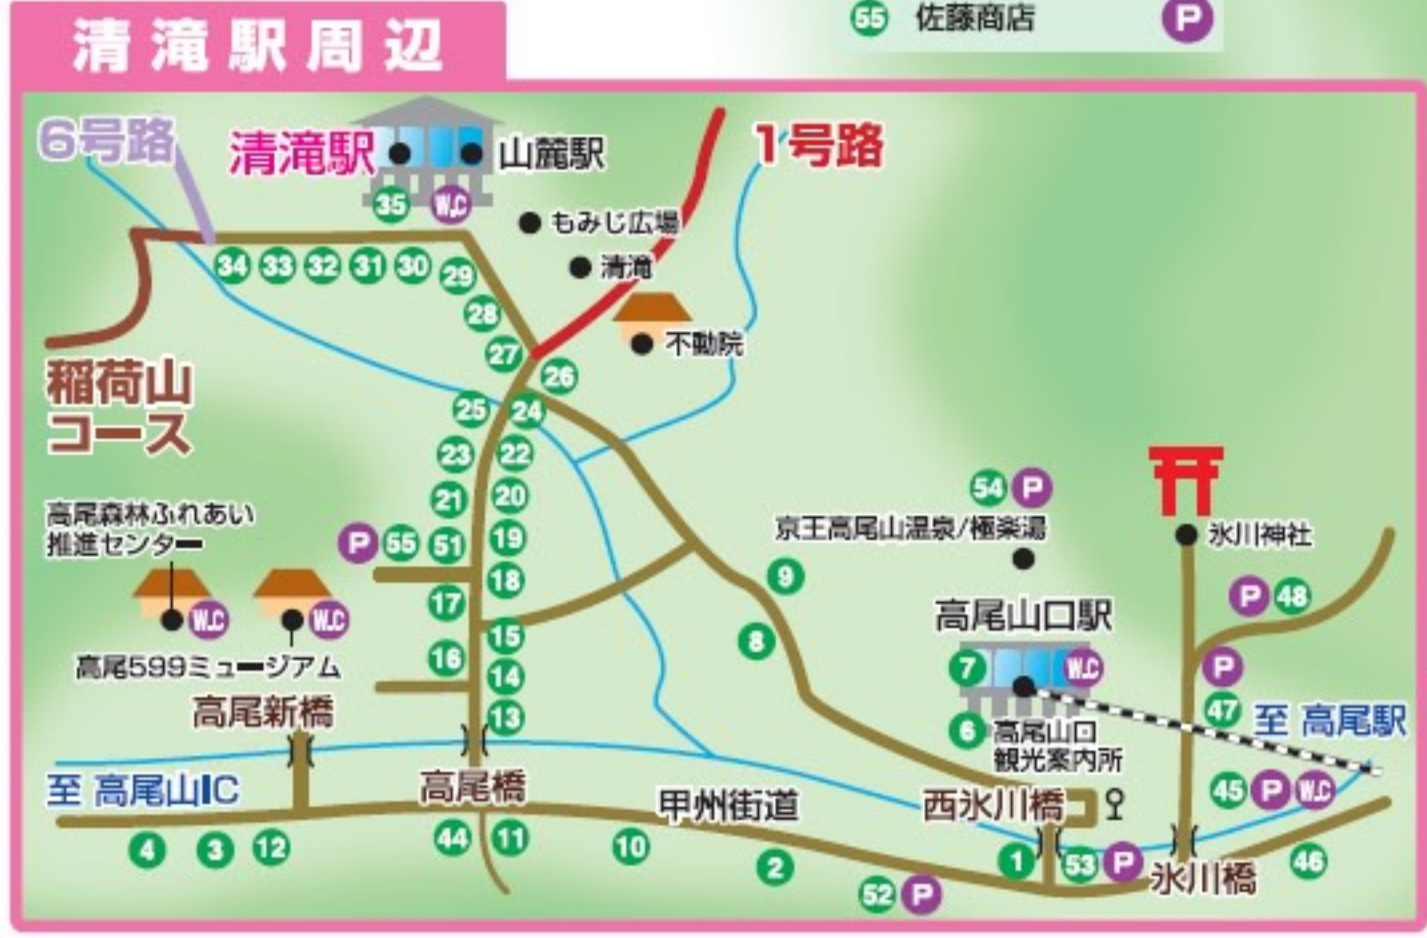 55 佐藤商店 P
清滝駅周辺
6号路
清滝駅
山麓駅
1号路
35 W.C
もみじ広場
清滝
34 33 32 31 30 29
28
27
不動院
26
稲荷山
コース
25 24
23 22
21 20
高尾森林ふれあい
推進センター
P 55 51 19
18
17
W.C W.C
15
16
高尾599ミュージアム
14
高尾新橋
13
54 P
京王高尾山温泉/極楽湯
氷川神社
9
8
P 48
高尾山口駅
7 W.C
P
47
至 高尾駅
6 高尾山口
観光案内所
至 高尾山IC
高尾橋
甲州街道
西氷川橋
45 P W.C
4 3 12
44 11
10
2
1 53 P
氷川橋
46
52 P